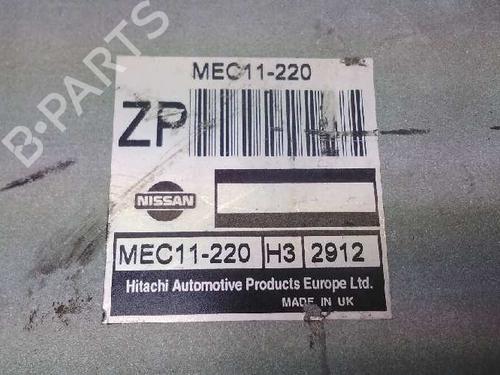 B-PARTS
MEC11-220
ZP
NISSAN
MEC11-220 H3 2912
Hitachi Automotive Products Europe Ltd.
MADE IN UK